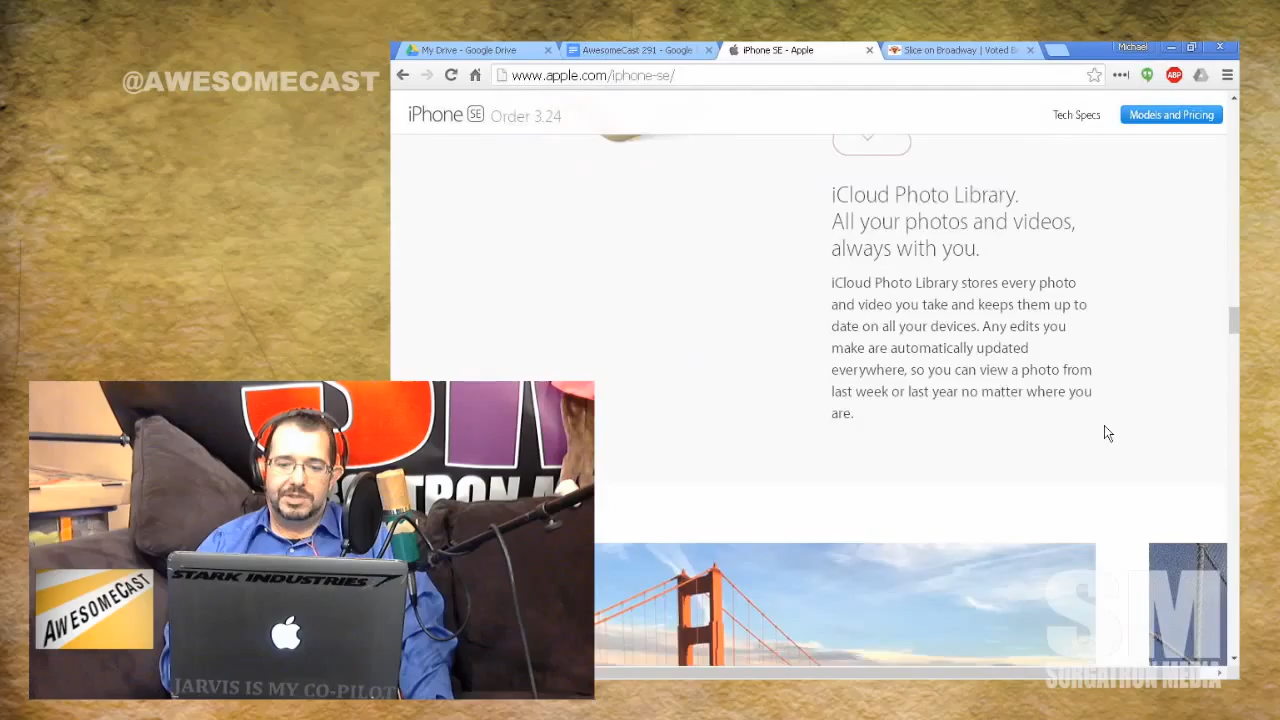 @AWESOMECAST
My Drive - Google Drive
AwesomeCast 291 - Google
iPhone SE - Apple
Slice on Broadway | Voted B
Michael
www.apple.com/iphone-se/
ABP
iPhone SE Order 3.24
Tech Specs
Models and Pricing
iCloud Photo Library.
All your photos and videos,
always with you.
iCloud Photo Library stores every photo
and video you take and keeps them up to
date on all your devices. Any edits you
make are automatically updated
everywhere, so you can view a photo from
last week or last year no matter where you
are.
AWESOMECAST
STARK INDUSTRIES
JARVIS IS MY CO-PILOT
SM
SORGATRON MEDIA